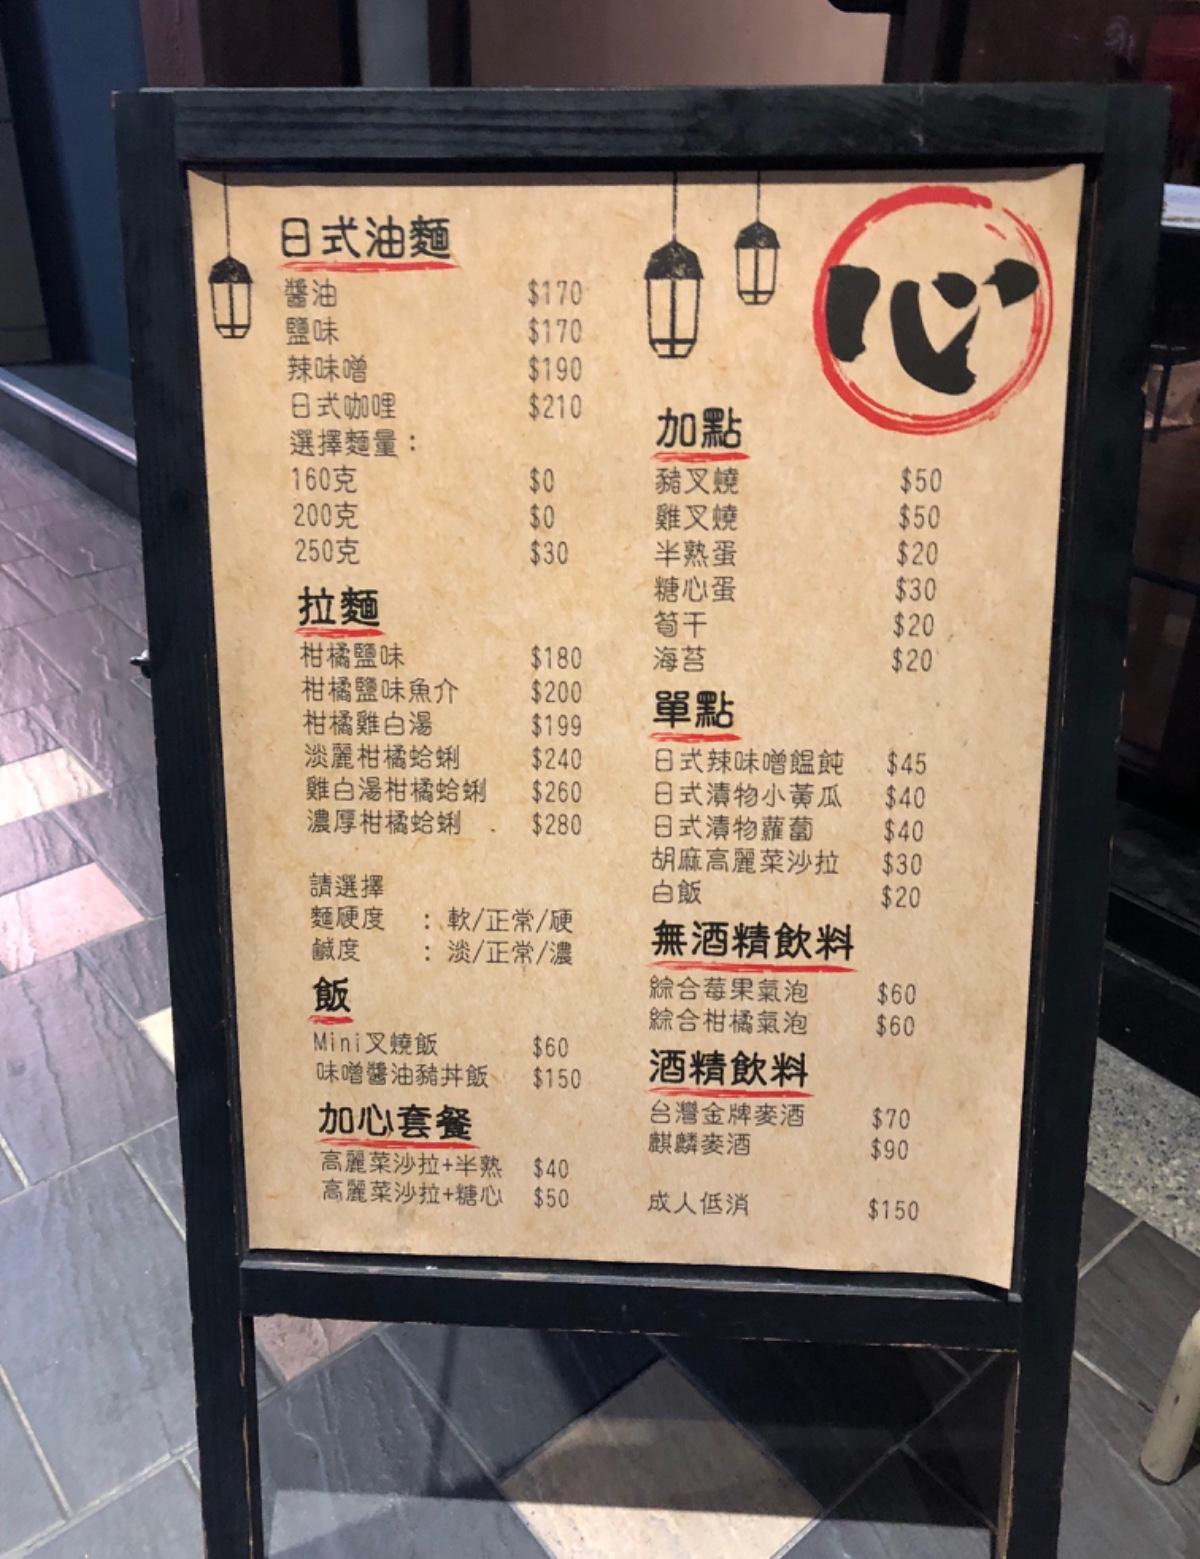 日式油麵
醬油 $170
鹽味 $170
辣味噌 $190
日式咖哩 $210
選擇麵量：
160克 $0
200克 $0
250克 $30
拉麵
柑橘鹽味 $180
柑橘鹽味魚介 $200
柑橘雞白湯 $199
淡麗柑橘蛤蜊 $240
雞白湯柑橘蛤蜊 $260
濃厚柑橘蛤蜊 . $280
請選擇
麵硬度 ：軟/正常/硬
鹹度 ：淡/正常/濃
飯
Mini叉燒飯 $60
味噌醬油豬丼飯 $150
加心套餐
高麗菜沙拉+半熟 $40
高麗菜沙拉+糖心 $50
心
加點
豬叉燒 $50
雞叉燒 $50
半熟蛋 $20
糖心蛋 $30
筍干 $20
海苔 $20
單點
日式辣味噌餛飩 $45
日式漬物小黃瓜 $40
日式漬物蘿蔔 $40
胡麻高麗菜沙拉 $30
白飯 $20
無酒精飲料
綜合莓果氣泡 $60
綜合柑橘氣泡 $60
酒精飲料
台灣金牌麥酒 $70
麒麟麥酒 $90
成人低消 $150